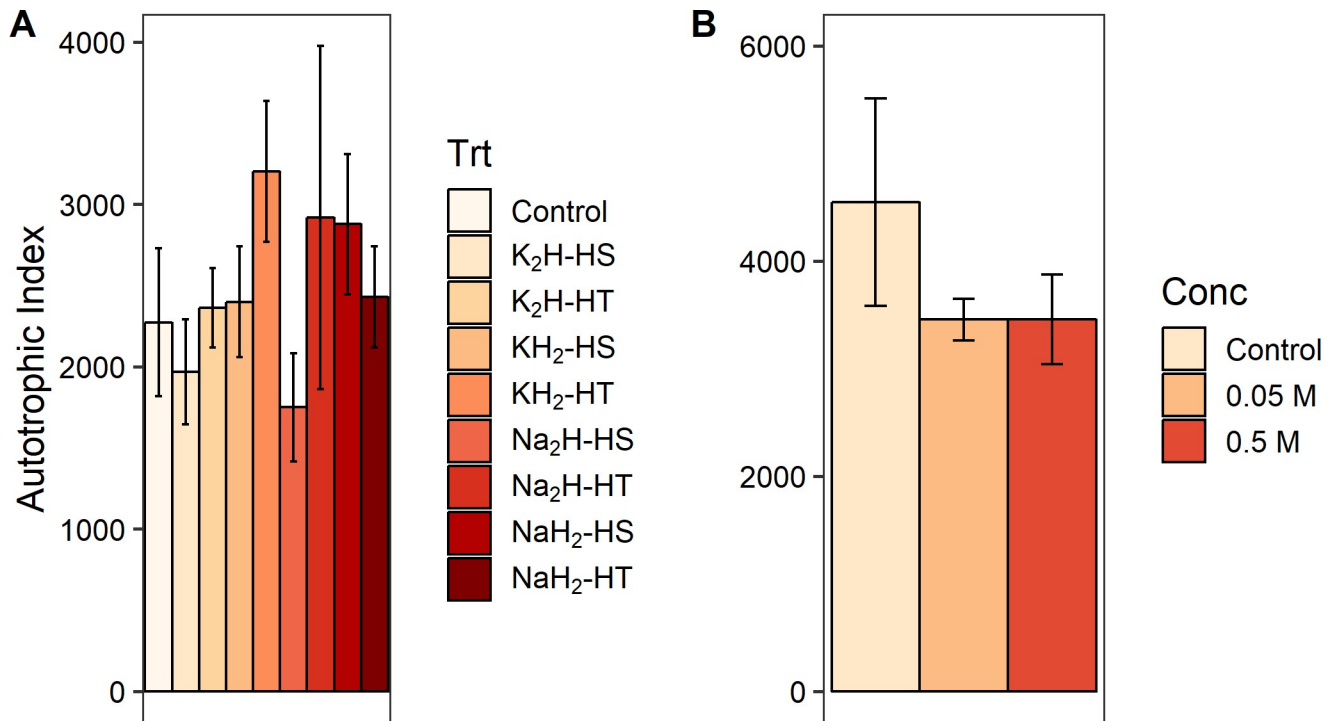 A
Autotrophic Index
4000
3000
2000
1000
0
Trt
Control
K₂H-HS
K₂H-HT
KH₂-HS
KH₂-HT
Na₂H-HS
Na₂H-HT
NaH₂-HS
NaH₂-HT
B
6000
4000
2000
0
Conc
Control
0.05 M
0.5 M